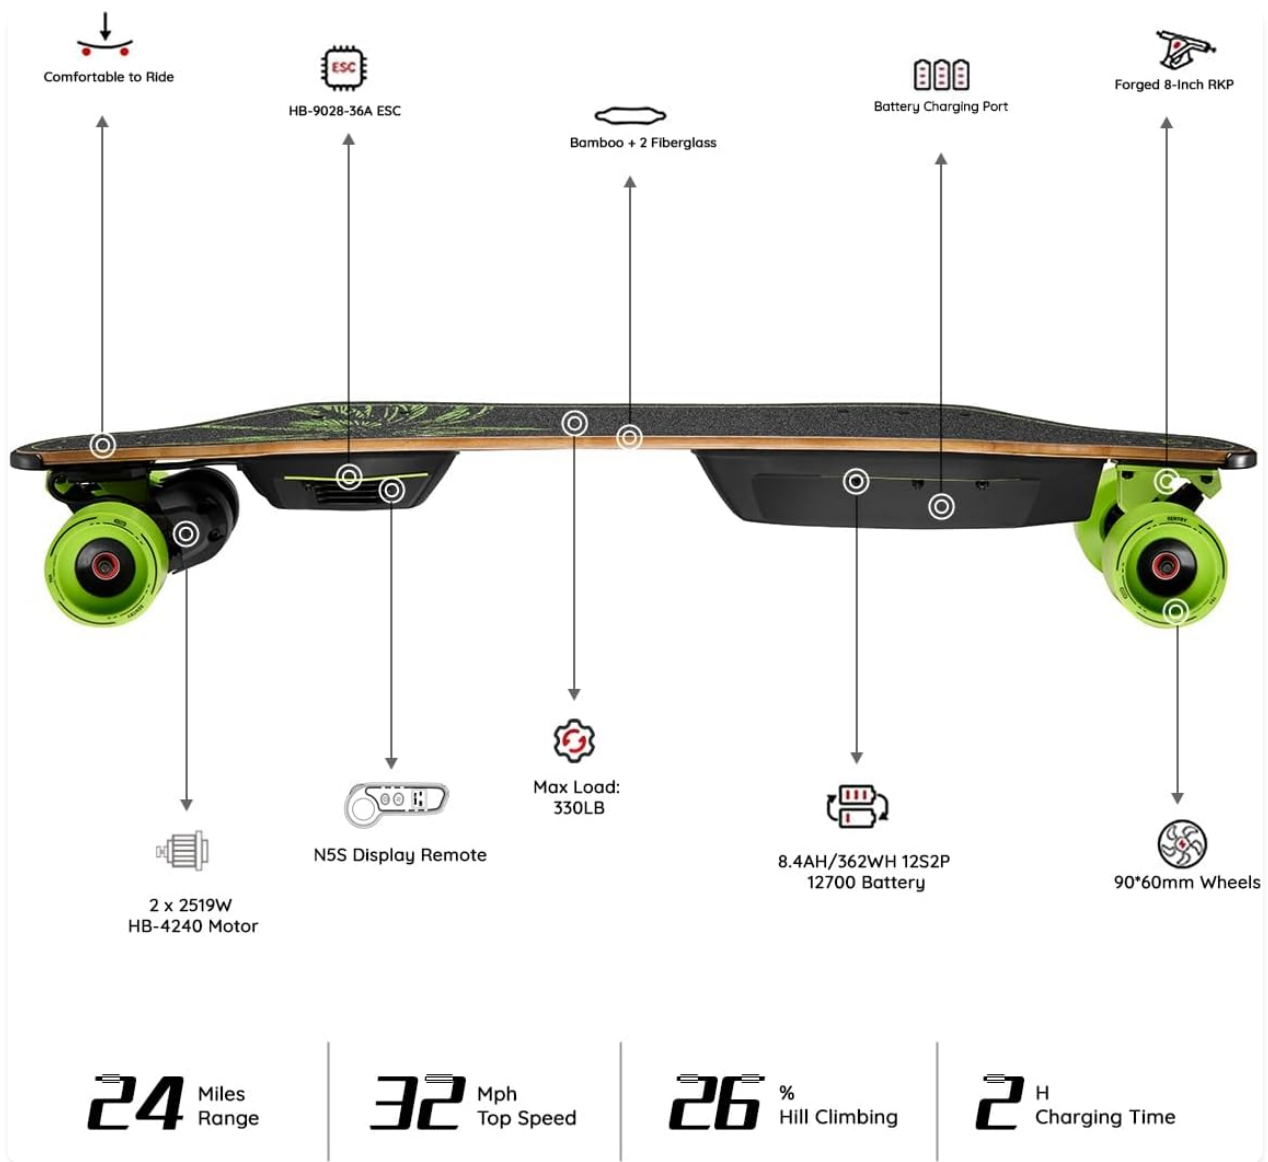 Comfortable to Ride
ESC
HB-9028-36A ESC
Bamboo + 2 Fiberglass
Battery Charging Port
Forged 8-Inch RKP
SENTRY
2 x 2519W
HB-4240 Motor
N5S Display Remote
Max Load:
330LB
8.4AH/362WH 12S2P
12700 Battery
90*60mm Wheels
24 Miles
Range
32 Mph
Top Speed
26 %
Hill Climbing
2 H
Charging Time